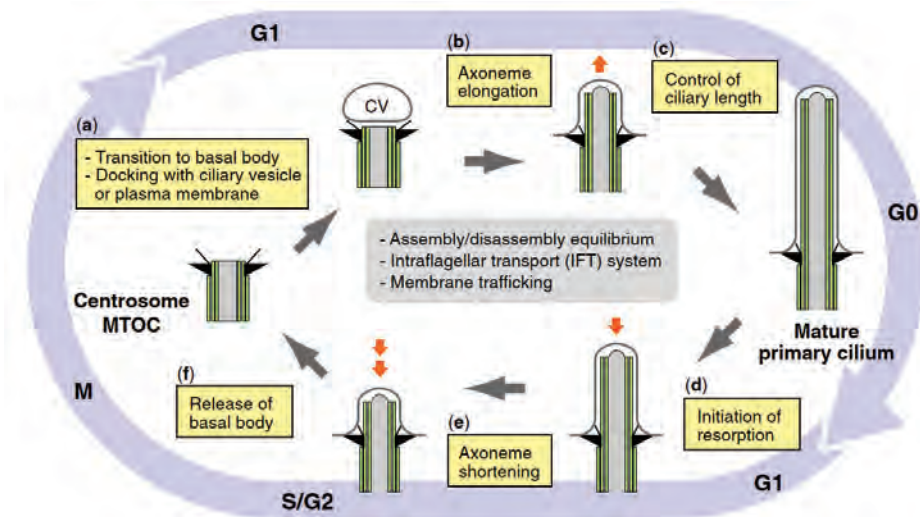 G1
(b)
Axoneme
elongation
(c)
Control of
ciliary length
CV
(a)
- Transition to basal body
- Docking with ciliary vesicle
or plasma membrane
G0
- Assembly/disassembly equilibrium
- Intraflagellar transport (IFT) system
- Membrane trafficking
Centrosome
MTOC
Mature
primary cilium
(f)
Release of
basal body
(d)
Initiation of
resorption
M
(e)
Axoneme
shortening
S/G2
G1